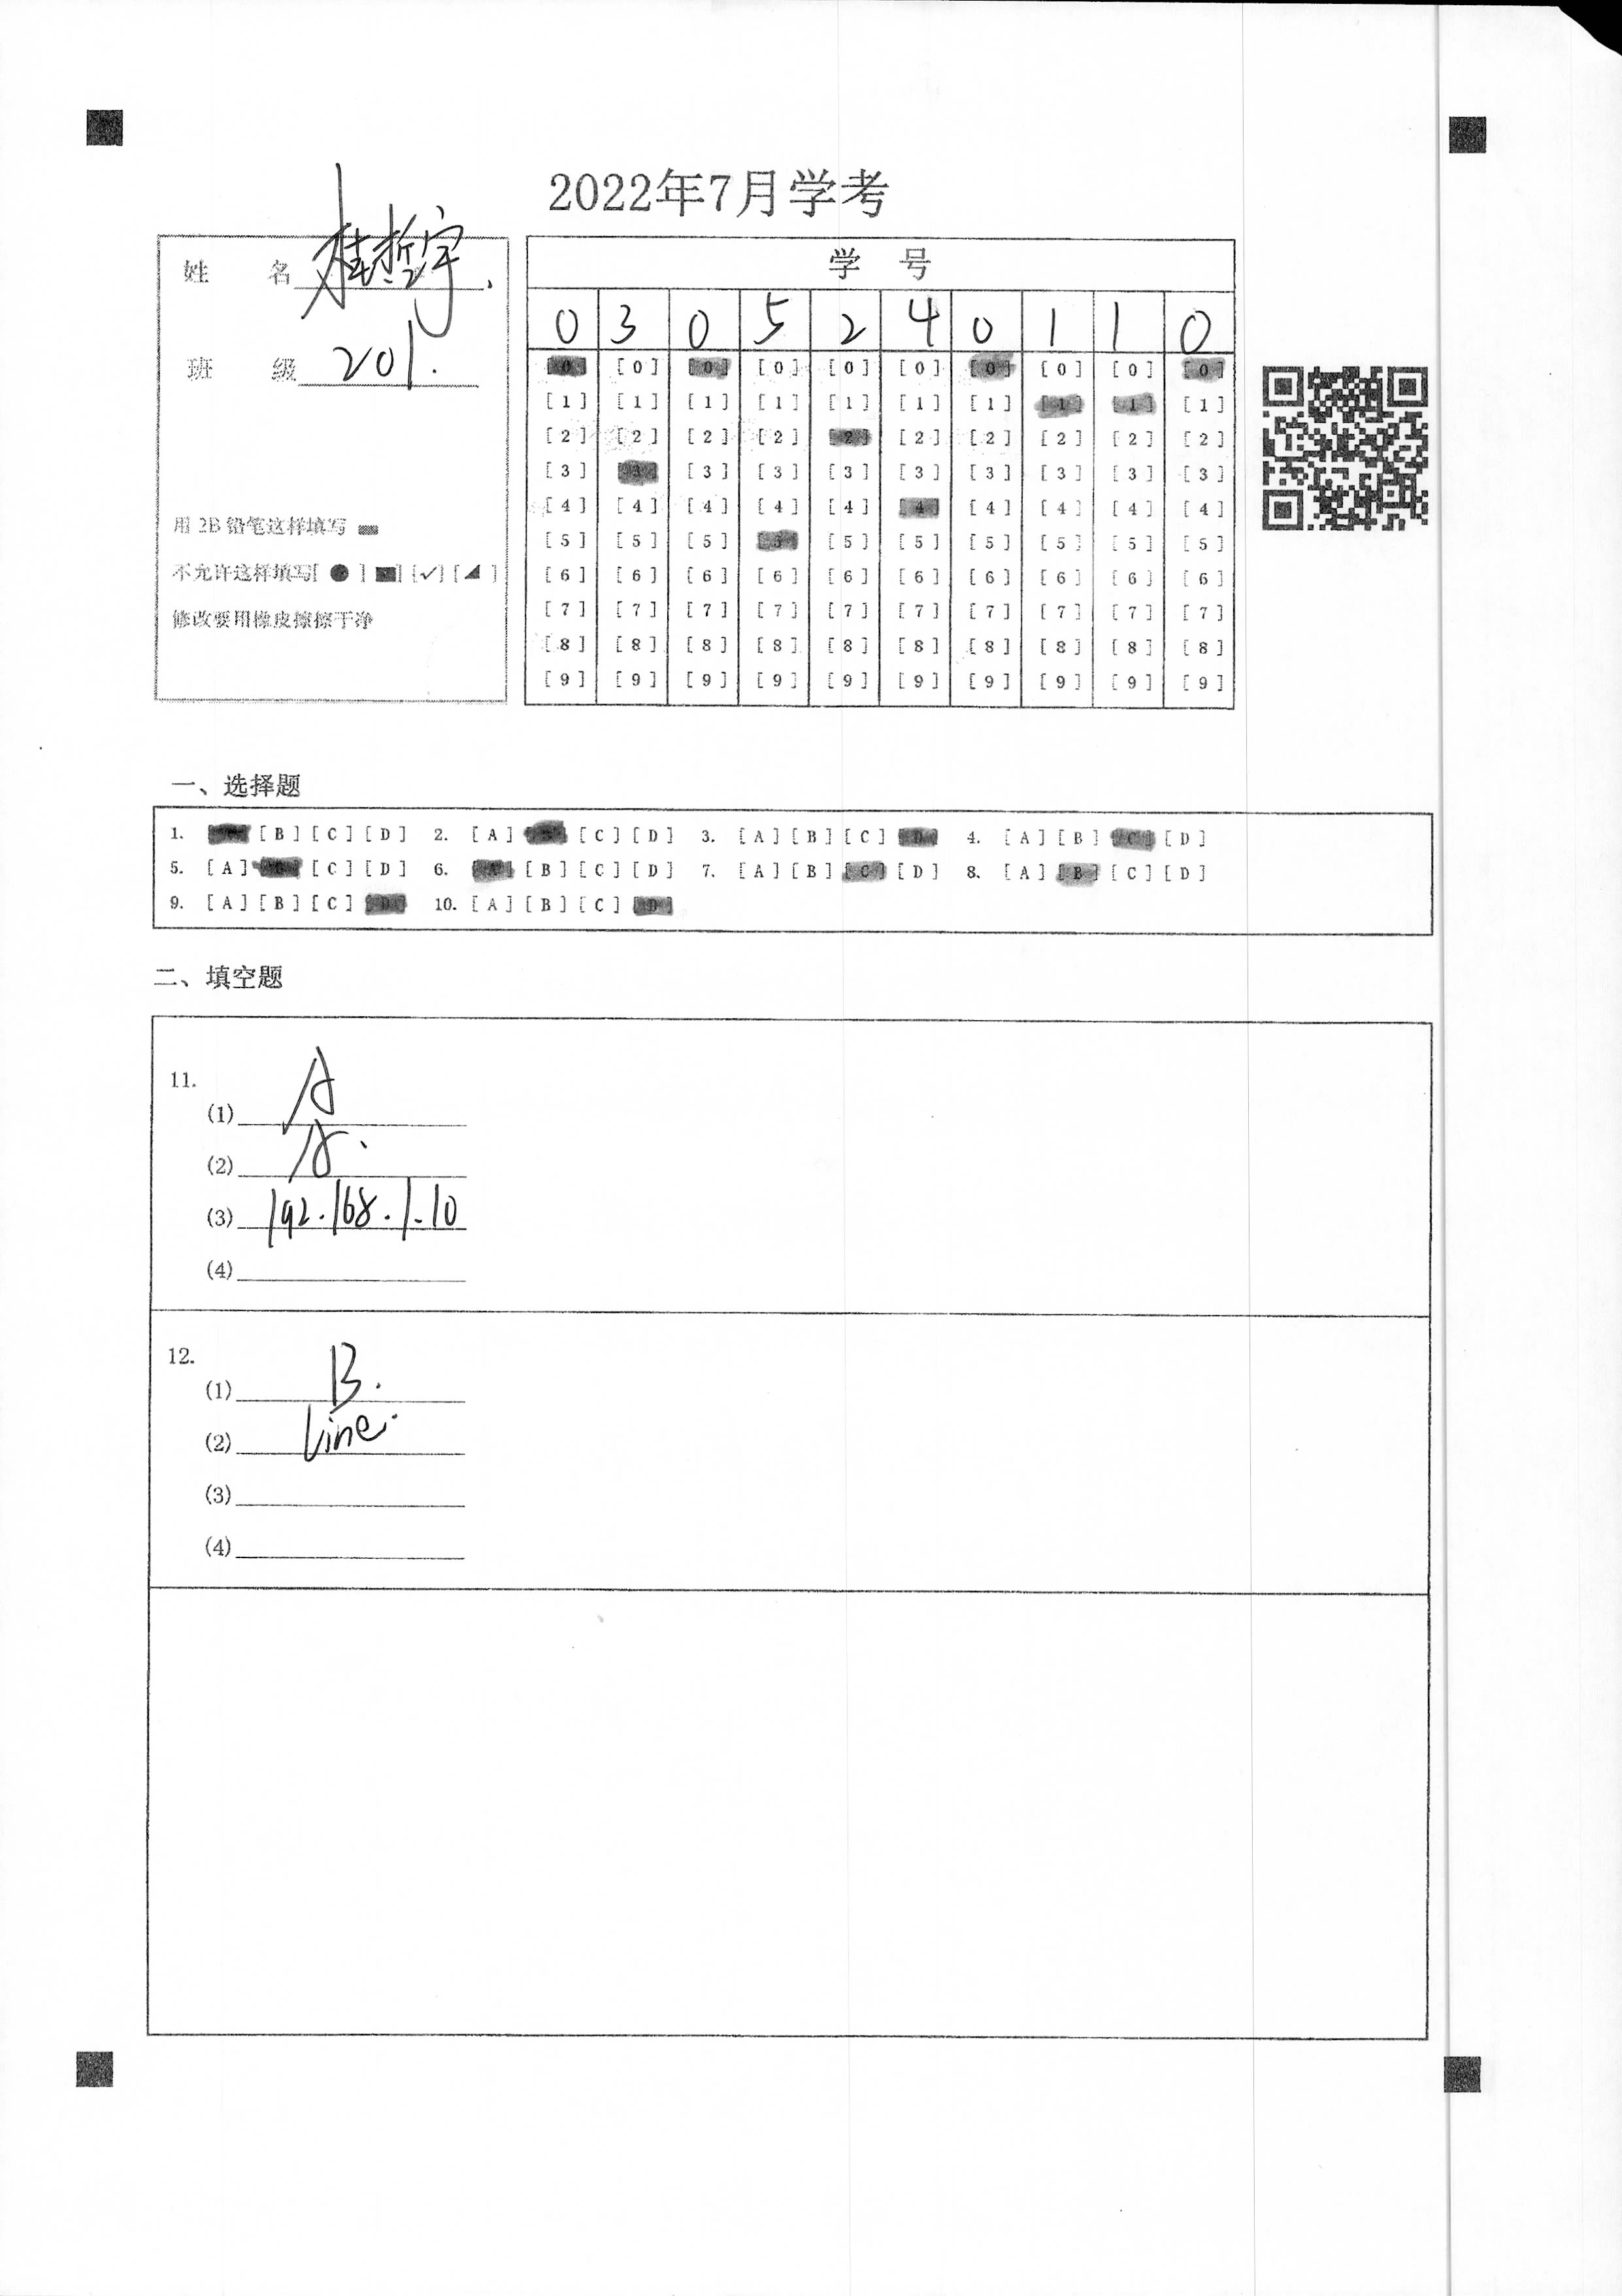 2022年7月学考
姓 名 桂哲宇.
班 级 201.
用 2B 铅笔这样填写
不允许这样填写[ ● ] [■] [✓] [◢ ]
修改要用橡皮擦擦干净
学 号
0 3 0 5 2 4 0 1 1 0
[0] [0] [0] [0] [0] [0] [0] [0] [0] [0]
[1] [1] [1] [1] [1] [1] [1] [1] [1] [1]
[2] [2] [2] [2] [2] [2] [2] [2] [2] [2]
[3] [3] [3] [3] [3] [3] [3] [3] [3] [3]
[4] [4] [4] [4] [4] [4] [4] [4] [4] [4]
[5] [5] [5] [5] [5] [5] [5] [5] [5] [5]
[6] [6] [6] [6] [6] [6] [6] [6] [6] [6]
[7] [7] [7] [7] [7] [7] [7] [7] [7] [7]
[8] [8] [8] [8] [8] [8] [8] [8] [8] [8]
[9] [9] [9] [9] [9] [9] [9] [9] [9] [9]
一、选择题
1. [A] [B] [C] [D] 2. [A] [B] [C] [D] 3. [A] [B] [C] [D] 4. [A] [B] [C] [D]
5. [A] [B] [C] [D] 6. [A] [B] [C] [D] 7. [A] [B] [C] [D] 8. [A] [B] [C] [D]
9. [A] [B] [C] [D] 10. [A] [B] [C] [D]
二、填空题
11.
(1) A
(2) A.
(3) 192.168.1.10
(4)
12.
(1) B.
(2) line.
(3)
(4)